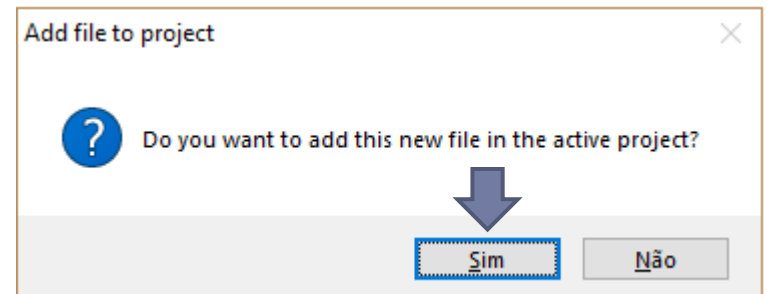 Add file to project
Do you want to add this new file in the active project?
Sim Não